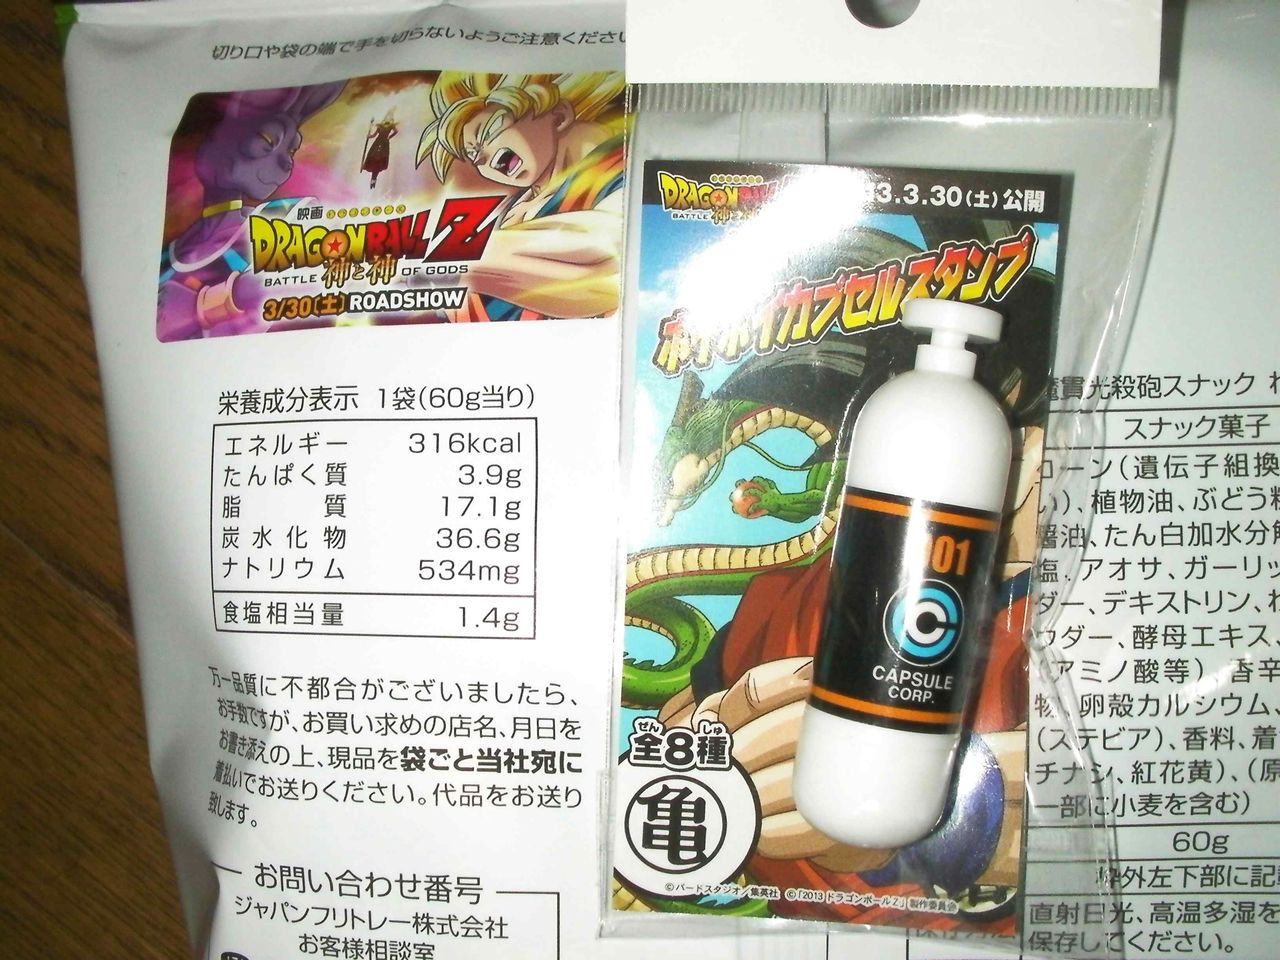 切り口や袋の端で手を切らないようご注意ください
映画
DRAGON BALL Z
BATTLE 神と神 OF GODS
3/30(土) ROADSHOW
栄養成分表示 1袋(60g当り)
エネルギー 316kcal
たんぱく質 3.9g
脂質 17.1g
炭水化物 36.6g
ナトリウム 534mg
食塩相当量 1.4g
万一品質に不都合がございましたら、
お手数ですが、お買い求めの店名、月日を
お書き添えの上、現品を袋ごと当社宛に
着払いでお送りください。代品をお送り
致します。
お問い合わせ番号
ジャパンフリトレー株式会社
お客様相談室
DRAGON BALL
BATTLE 神と神
3.3.30(土)公開
ホイポイカプセルスタンプ
001
CAPSULE
CORP.
ぜん しゅ
全8種
亀
©バードスタジオ/集英社 ©「2013 ドラゴンボールZ」製作委員会
魔貫光殺砲スナック
スナック菓子
コーン(遺伝子組換
い)、植物油、ぶどう糖
醤油、たん白加水分解
塩、アオサ、ガーリッ
ダー、デキストリン、
ウダー、酵母エキス、
(アミノ酸等)、香辛
物、卵殻カルシウム、
(ステビア)、香料、着
チナシ、紅花黄)、(原
一部に小麦を含む)
60g
枠外左下部に記
直射日光、高温多湿を
保存してください。